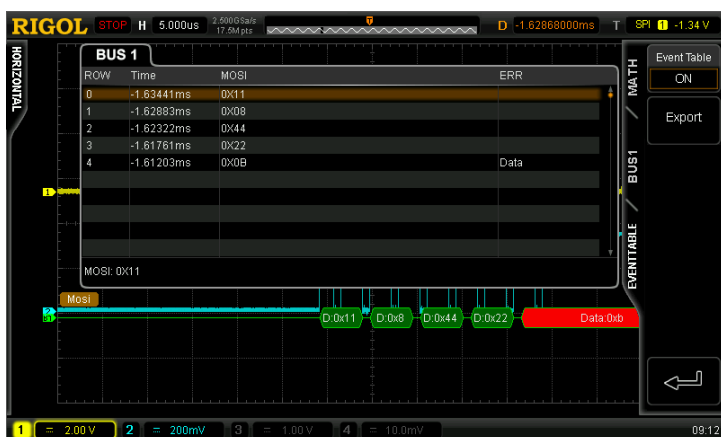 RIGOL STOP H 5.000us 2.500GSa/s 17.5Mpts D -1.62868000ms T SPI 1 -1.34 V
HORIZONTAL
BUS 1
ROW Time MOSI ERR
0 -1.63441ms 0X11
1 -1.62883ms 0X08
2 -1.62322ms 0X44
3 -1.61761ms 0X22
4 -1.61203ms 0X0B Data
MOSI: 0X11
MATH
BUS1
EVENTTABLE
Event Table
ON
Export
1
Mosi
2
B1
D:0x11 D:0x8 D:0x44 D:0x22 Data:0xb
1 = 2.00 V 2 = 200mV 3 = 1.00 V 4 = 10.0mV 09:12